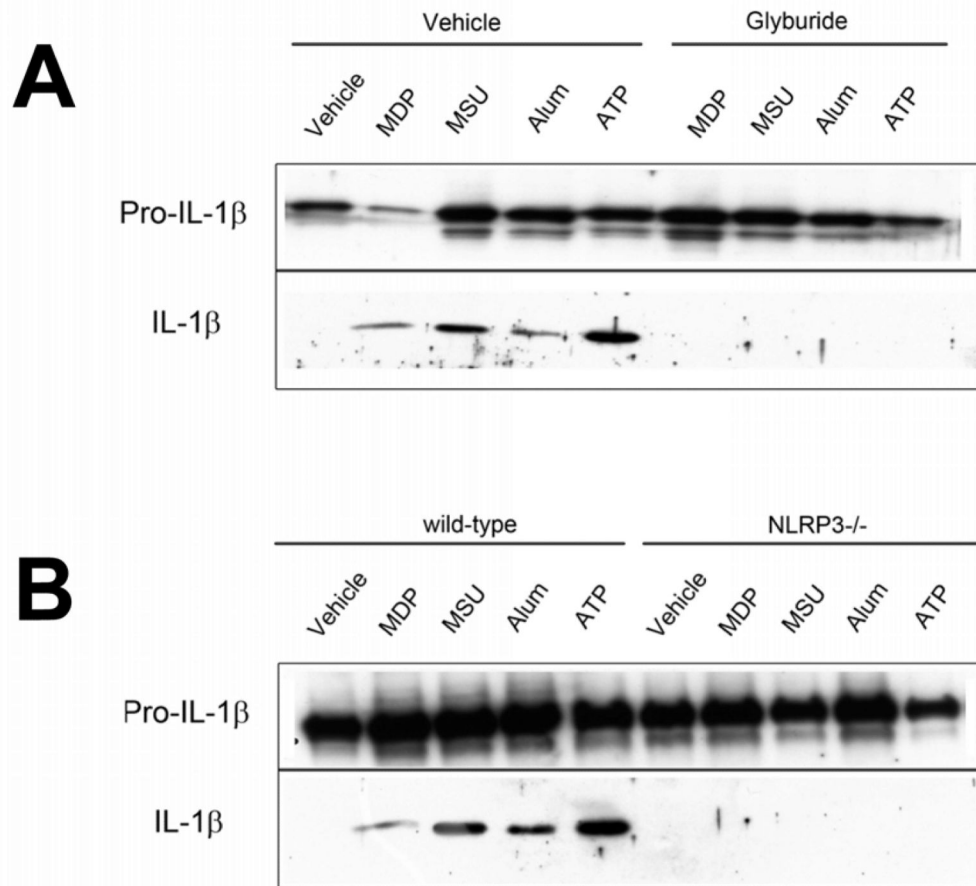 A
Vehicle Glyburide
Vehicle MDP MSU Alum ATP MDP MSU Alum ATP
Pro-IL-1β
IL-1β
B
wild-type NLRP3-/-
Vehicle MDP MSU Alum ATP Vehicle MDP MSU Alum ATP
Pro-IL-1β
IL-1β